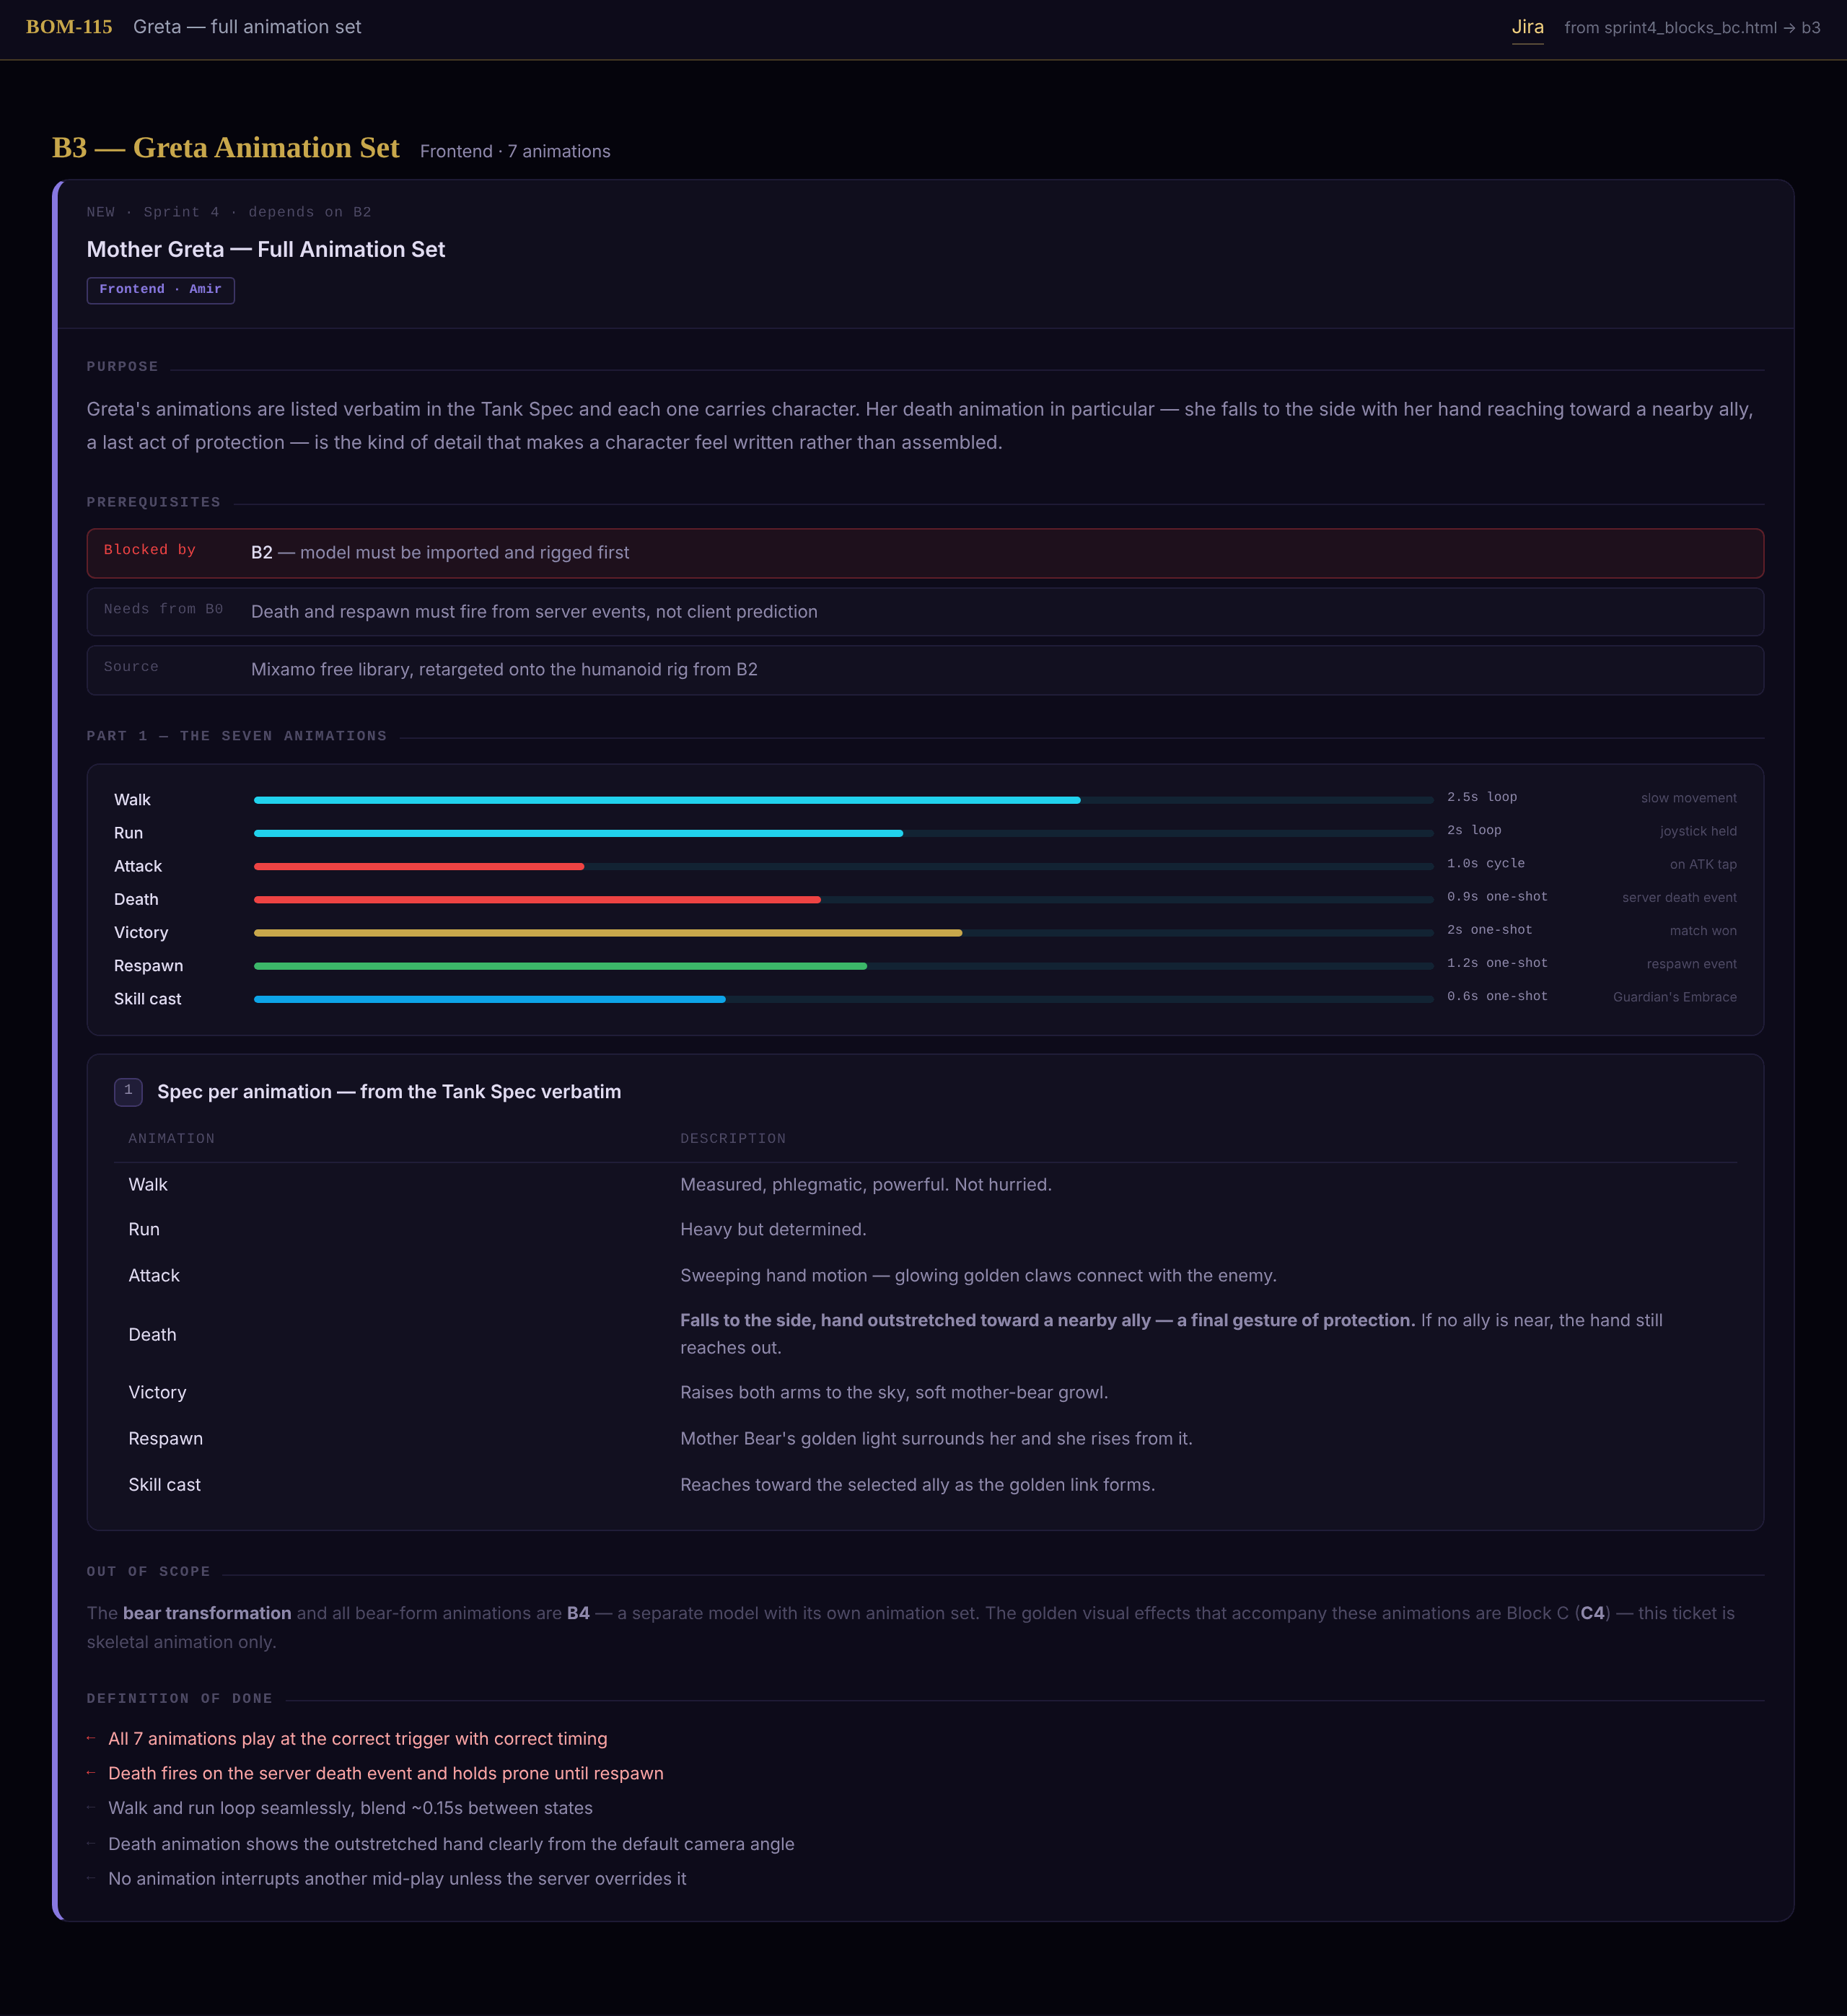 BOM-115 Greta — full animation set Jira from sprint4_blocks_bc.html → b3
B3 — Greta Animation Set Frontend · 7 animations
NEW · Sprint 4 · depends on B2
Mother Greta — Full Animation Set
Frontend · Amir
PURPOSE
Greta's animations are listed verbatim in the Tank Spec and each one carries character. Her death animation in particular — she falls to the side with her hand reaching toward a nearby ally,
a last act of protection — is the kind of detail that makes a character feel written rather than assembled.
PREREQUISITES
Blocked by B2 — model must be imported and rigged first
Needs from B0 Death and respawn must fire from server events, not client prediction
Source Mixamo free library, retargeted onto the humanoid rig from B2
PART 1 — THE SEVEN ANIMATIONS
Walk 2.5s loop slow movement
Run 2s loop joystick held
Attack 1.0s cycle on ATK tap
Death 0.9s one-shot server death event
Victory 2s one-shot match won
Respawn 1.2s one-shot respawn event
Skill cast 0.6s one-shot Guardian's Embrace
1 Spec per animation — from the Tank Spec verbatim
ANIMATION DESCRIPTION
Walk Measured, phlegmatic, powerful. Not hurried.
Run Heavy but determined.
Attack Sweeping hand motion — glowing golden claws connect with the enemy.
Death Falls to the side, hand outstretched toward a nearby ally — a final gesture of protection. If no ally is near, the hand still
reaches out.
Victory Raises both arms to the sky, soft mother-bear growl.
Respawn Mother Bear's golden light surrounds her and she rises from it.
Skill cast Reaches toward the selected ally as the golden link forms.
OUT OF SCOPE
The bear transformation and all bear-form animations are B4 — a separate model with its own animation set. The golden visual effects that accompany these animations are Block C (C4) — this ticket is
skeletal animation only.
DEFINITION OF DONE
← All 7 animations play at the correct trigger with correct timing
← Death fires on the server death event and holds prone until respawn
← Walk and run loop seamlessly, blend ~0.15s between states
← Death animation shows the outstretched hand clearly from the default camera angle
← No animation interrupts another mid-play unless the server overrides it